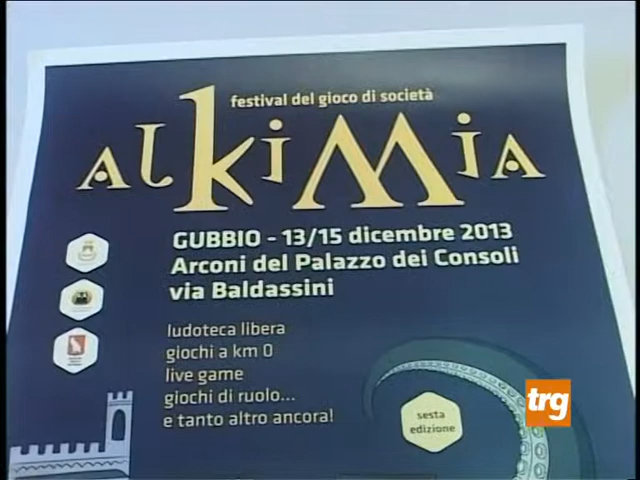 festival del gioco di società
ALKiMiA
GUBBIO - 13/15 dicembre 2013
Arconi del Palazzo dei Consoli
via Baldassini
ludoteca libera
giochi a km 0
live game
giochi di ruolo...
e tanto altro ancora!
sesta
edizione
trg